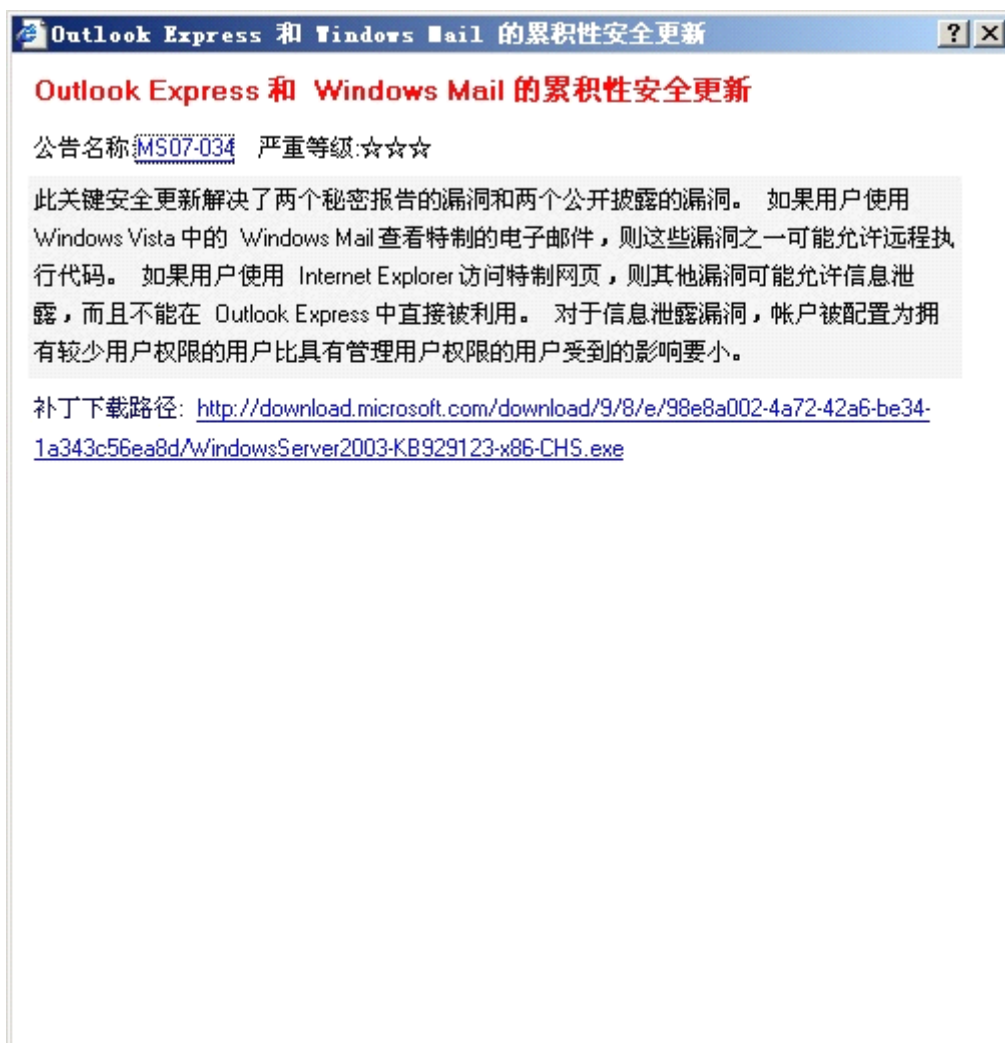 Outlook Express 和 Windows Mail 的累积性安全更新
Outlook Express 和 Windows Mail 的累积性安全更新
公告名称:MS07-034 严重等级:☆☆☆
此关键安全更新解决了两个秘密报告的漏洞和两个公开披露的漏洞。 如果用户使用
Windows Vista 中的 Windows Mail 查看特制的电子邮件，则这些漏洞之一可能允许远程执
行代码。 如果用户使用 Internet Explorer 访问特制网页，则其他漏洞可能允许信息泄
露，而且不能在 Outlook Express 中直接被利用。 对于信息泄露漏洞，帐户被配置为拥
有较少用户权限的用户比具有管理用户权限的用户受到的影响要小。
补丁下载路径: http://download.microsoft.com/download/9/8/e/98e8a002-4a72-42a6-be34-
1a343c56ea8d/WindowsServer2003-KB929123-x86-CHS.exe